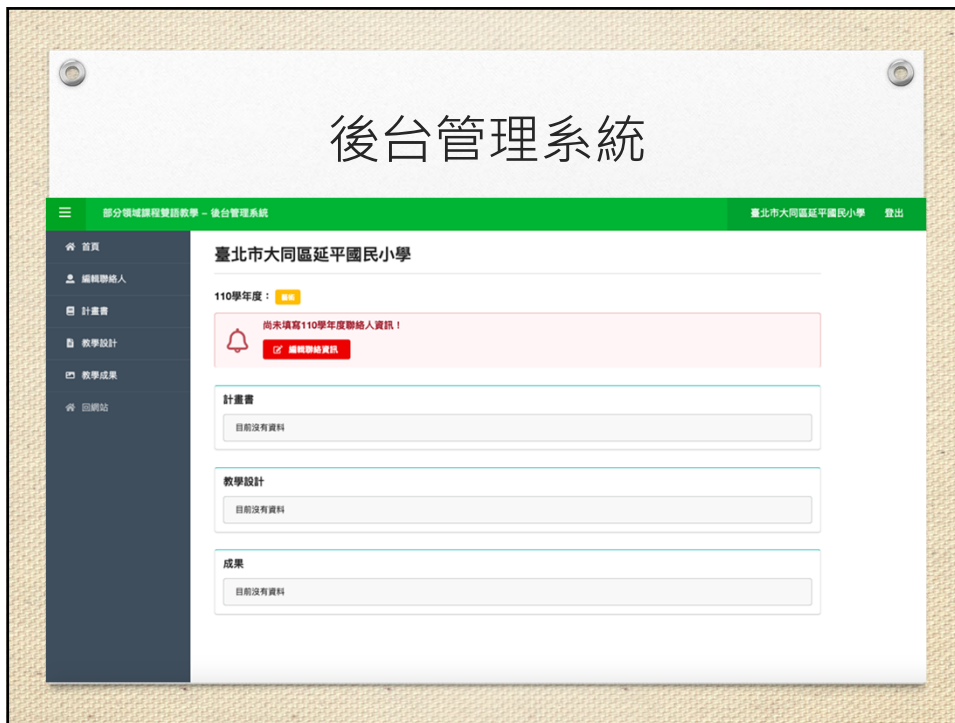 後台管理系統
部分領域課程雙語教學 – 後台管理系統
臺北市大同區延平國民小學
登出
首頁
編輯聯絡人
計畫書
教學設計
教學成果
回網站
臺北市大同區延平國民小學
110學年度：
尚未填寫110學年度聯絡人資訊！
編輯聯絡資訊
計畫書
目前沒有資料
教學設計
目前沒有資料
成果
目前沒有資料